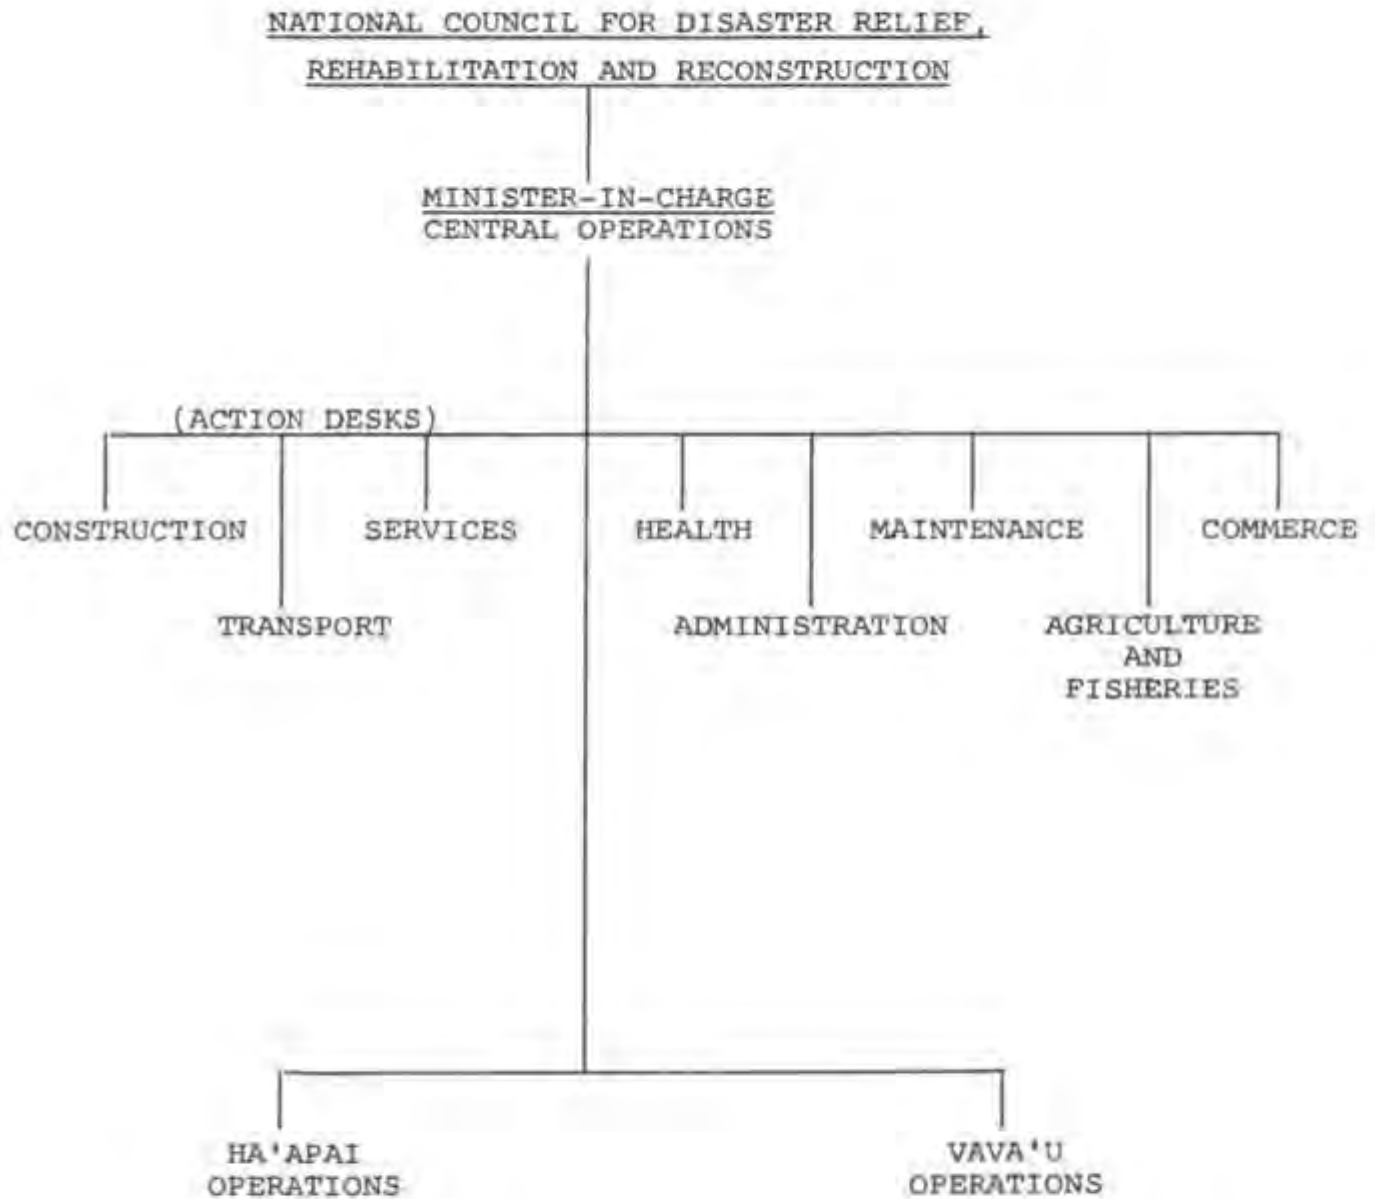 NATIONAL COUNCIL FOR DISASTER RELIEF,
REHABILITATION AND RECONSTRUCTION
MINISTER-IN-CHARGE
CENTRAL OPERATIONS
(ACTION DESKS)
CONSTRUCTION SERVICES HEALTH MAINTENANCE COMMERCE
TRANSPORT ADMINISTRATION AGRICULTURE
AND
FISHERIES
HA'APAI VAVA'U
OPERATIONS OPERATIONS